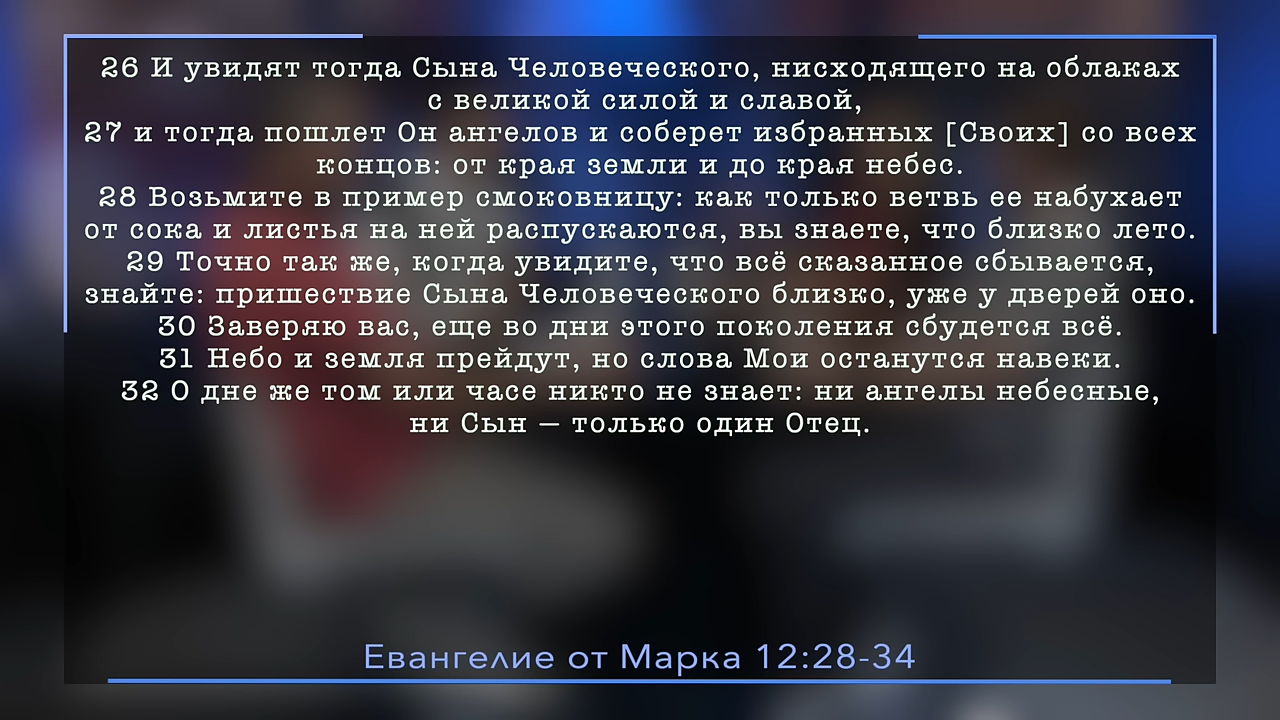 26 И увидят тогда Сына Человеческого, нисходящего на облаках
с великой силой и славой,
27 и тогда пошлет Он ангелов и соберет избранных [Своих] со всех
концов: от края земли и до края небес.
28 Возьмите в пример смоковницу: как только ветвь ее набухает
от сока и листья на ней распускаются, вы знаете, что близко лето.
29 Точно так же, когда увидите, что всё сказанное сбывается,
знайте: пришествие Сына Человеческого близко, уже у дверей оно.
30 Заверяю вас, еще во дни этого поколения сбудется всё.
31 Небо и земля прейдут, но слова Мои останутся навеки.
32 О дне же том или часе никто не знает: ни ангелы небесные,
ни Сын — только один Отец.
Евангелие от Марка 12:28-34